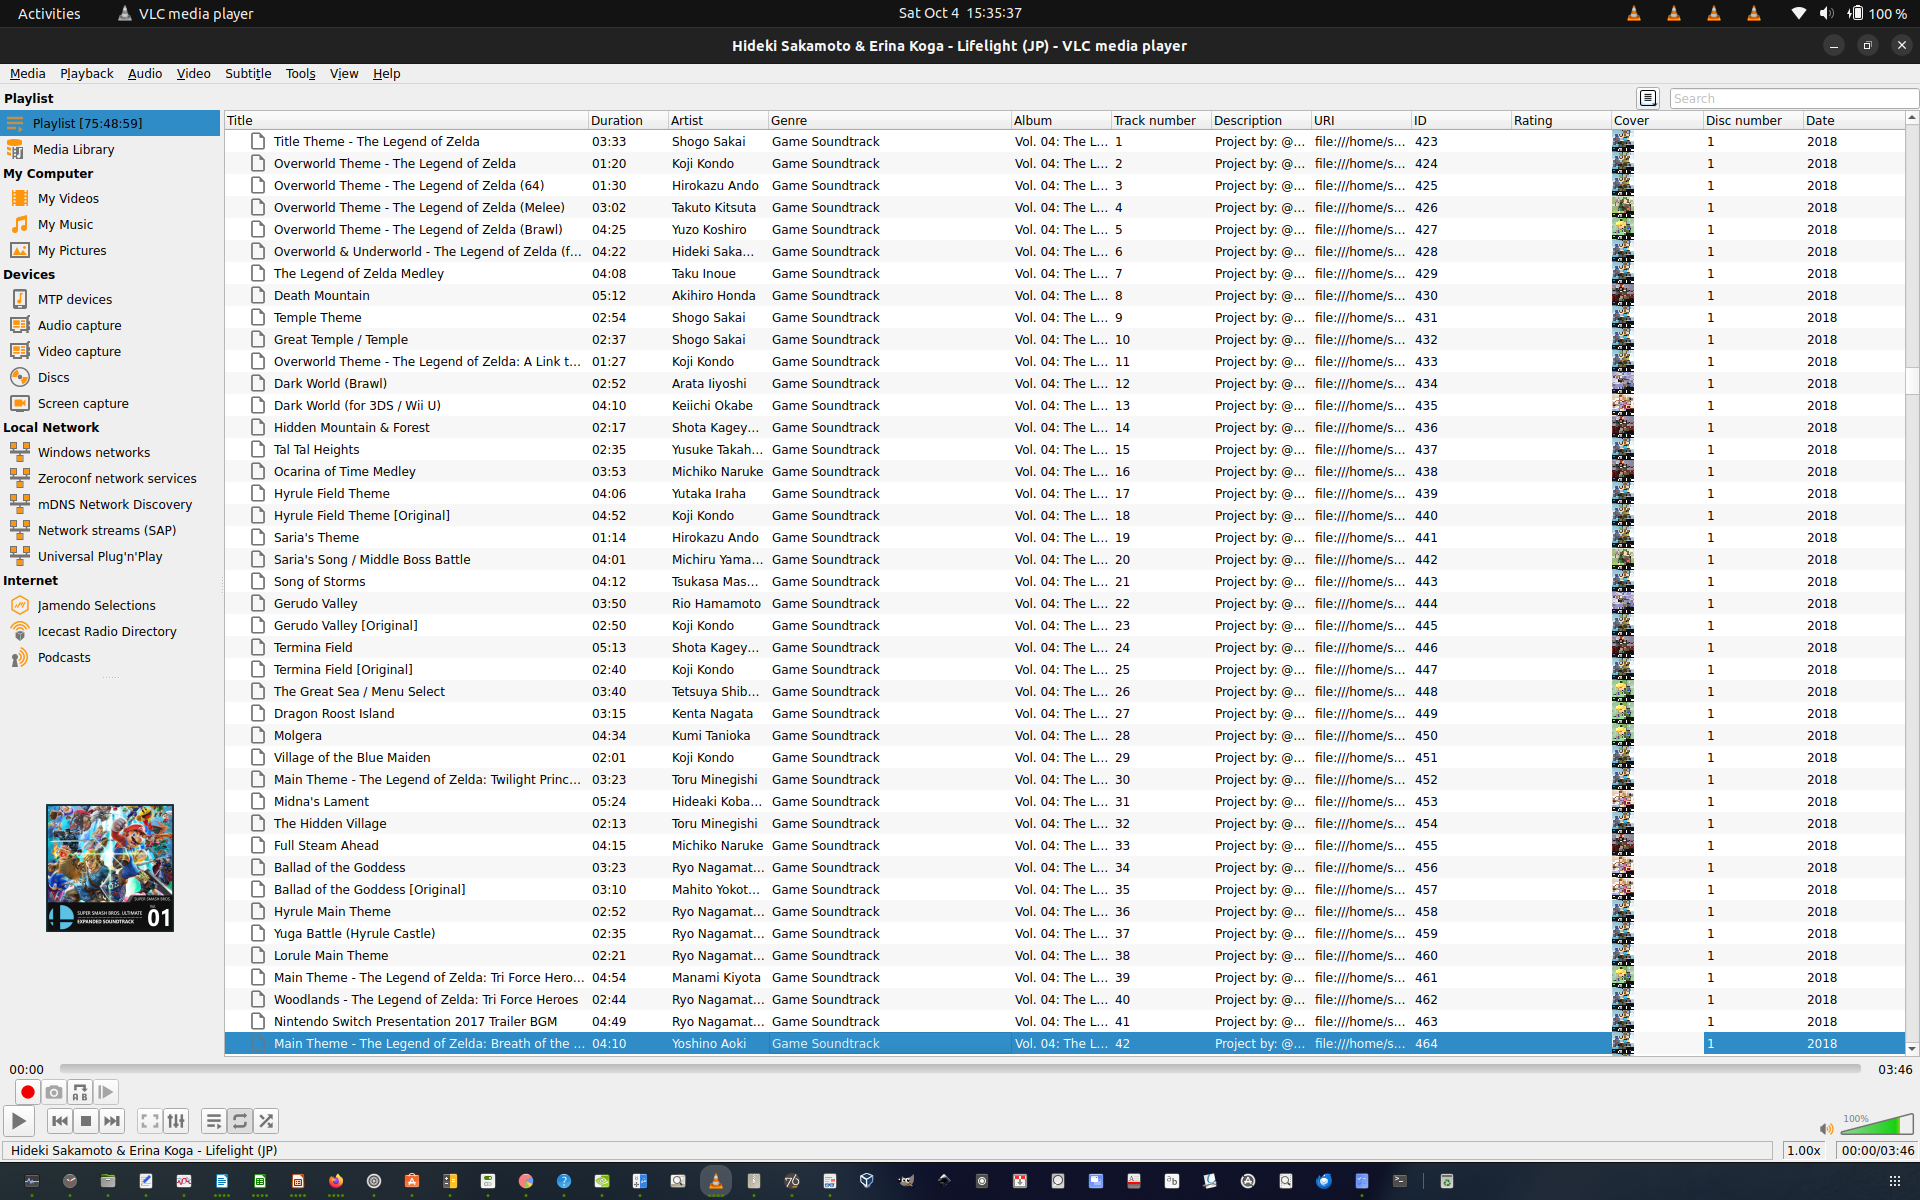 Activities VLC media player Sat Oct 4 15:35:37 100 %
Hideki Sakamoto & Erina Koga - Lifelight (JP) - VLC media player
Media Playback Audio Video Subtitle Tools View Help
Playlist
Search
Playlist [75:48:59]
Media Library
My Computer
My Videos
My Music
My Pictures
Devices
MTP devices
Audio capture
Video capture
Discs
Screen capture
Local Network
Windows networks
Zeroconf network services
mDNS Network Discovery
Network streams (SAP)
Universal Plug'n'Play
Internet
Jamendo Selections
Icecast Radio Directory
Podcasts
SUPER SMASH BROS. ULTIMATE
EXPANDED SOUNDTRACK
01
Title Duration Artist Genre Album Track number Description URI ID Rating Cover Disc number Date
Title Theme - The Legend of Zelda 03:33 Shogo Sakai Game Soundtrack Vol. 04: The L... 1 Project by: @... file:///home/s... 423 1 2018
Overworld Theme - The Legend of Zelda 01:20 Koji Kondo Game Soundtrack Vol. 04: The L... 2 Project by: @... file:///home/s... 424 1 2018
Overworld Theme - The Legend of Zelda (64) 01:30 Hirokazu Ando Game Soundtrack Vol. 04: The L... 3 Project by: @... file:///home/s... 425 1 2018
Overworld Theme - The Legend of Zelda (Melee) 03:02 Takuto Kitsuta Game Soundtrack Vol. 04: The L... 4 Project by: @... file:///home/s... 426 1 2018
Overworld Theme - The Legend of Zelda (Brawl) 04:25 Yuzo Koshiro Game Soundtrack Vol. 04: The L... 5 Project by: @... file:///home/s... 427 1 2018
Overworld & Underworld - The Legend of Zelda (f... 04:22 Hideki Saka... Game Soundtrack Vol. 04: The L... 6 Project by: @... file:///home/s... 428 1 2018
The Legend of Zelda Medley 04:08 Taku Inoue Game Soundtrack Vol. 04: The L... 7 Project by: @... file:///home/s... 429 1 2018
Death Mountain 05:12 Akihiro Honda Game Soundtrack Vol. 04: The L... 8 Project by: @... file:///home/s... 430 1 2018
Temple Theme 02:54 Shogo Sakai Game Soundtrack Vol. 04: The L... 9 Project by: @... file:///home/s... 431 1 2018
Great Temple / Temple 02:37 Shogo Sakai Game Soundtrack Vol. 04: The L... 10 Project by: @... file:///home/s... 432 1 2018
Overworld Theme - The Legend of Zelda: A Link t... 01:27 Koji Kondo Game Soundtrack Vol. 04: The L... 11 Project by: @... file:///home/s... 433 1 2018
Dark World (Brawl) 02:52 Arata Iiyoshi Game Soundtrack Vol. 04: The L... 12 Project by: @... file:///home/s... 434 1 2018
Dark World (for 3DS / Wii U) 04:10 Keiichi Okabe Game Soundtrack Vol. 04: The L... 13 Project by: @... file:///home/s... 435 1 2018
Hidden Mountain & Forest 02:17 Shota Kagey... Game Soundtrack Vol. 04: The L... 14 Project by: @... file:///home/s... 436 1 2018
Tal Tal Heights 02:35 Yusuke Takah... Game Soundtrack Vol. 04: The L... 15 Project by: @... file:///home/s... 437 1 2018
Ocarina of Time Medley 03:53 Michiko Naruke Game Soundtrack Vol. 04: The L... 16 Project by: @... file:///home/s... 438 1 2018
Hyrule Field Theme 04:06 Yutaka Iraha Game Soundtrack Vol. 04: The L... 17 Project by: @... file:///home/s... 439 1 2018
Hyrule Field Theme [Original] 04:52 Koji Kondo Game Soundtrack Vol. 04: The L... 18 Project by: @... file:///home/s... 440 1 2018
Saria's Theme 01:14 Hirokazu Ando Game Soundtrack Vol. 04: The L... 19 Project by: @... file:///home/s... 441 1 2018
Saria's Song / Middle Boss Battle 04:01 Michiru Yama... Game Soundtrack Vol. 04: The L... 20 Project by: @... file:///home/s... 442 1 2018
Song of Storms 04:12 Tsukasa Mas... Game Soundtrack Vol. 04: The L... 21 Project by: @... file:///home/s... 443 1 2018
Gerudo Valley 03:50 Rio Hamamoto Game Soundtrack Vol. 04: The L... 22 Project by: @... file:///home/s... 444 1 2018
Gerudo Valley [Original] 02:50 Koji Kondo Game Soundtrack Vol. 04: The L... 23 Project by: @... file:///home/s... 445 1 2018
Termina Field 05:13 Shota Kagey... Game Soundtrack Vol. 04: The L... 24 Project by: @... file:///home/s... 446 1 2018
Termina Field [Original] 02:40 Koji Kondo Game Soundtrack Vol. 04: The L... 25 Project by: @... file:///home/s... 447 1 2018
The Great Sea / Menu Select 03:40 Tetsuya Shib... Game Soundtrack Vol. 04: The L... 26 Project by: @... file:///home/s... 448 1 2018
Dragon Roost Island 03:15 Kenta Nagata Game Soundtrack Vol. 04: The L... 27 Project by: @... file:///home/s... 449 1 2018
Molgera 04:34 Kumi Tanioka Game Soundtrack Vol. 04: The L... 28 Project by: @... file:///home/s... 450 1 2018
Village of the Blue Maiden 02:01 Koji Kondo Game Soundtrack Vol. 04: The L... 29 Project by: @... file:///home/s... 451 1 2018
Main Theme - The Legend of Zelda: Twilight Princ... 03:23 Toru Minegishi Game Soundtrack Vol. 04: The L... 30 Project by: @... file:///home/s... 452 1 2018
Midna's Lament 05:24 Hideaki Koba... Game Soundtrack Vol. 04: The L... 31 Project by: @... file:///home/s... 453 1 2018
The Hidden Village 02:13 Toru Minegishi Game Soundtrack Vol. 04: The L... 32 Project by: @... file:///home/s... 454 1 2018
Full Steam Ahead 04:15 Michiko Naruke Game Soundtrack Vol. 04: The L... 33 Project by: @... file:///home/s... 455 1 2018
Ballad of the Goddess 03:23 Ryo Nagamat... Game Soundtrack Vol. 04: The L... 34 Project by: @... file:///home/s... 456 1 2018
Ballad of the Goddess [Original] 03:10 Mahito Yokot... Game Soundtrack Vol. 04: The L... 35 Project by: @... file:///home/s... 457 1 2018
Hyrule Main Theme 02:52 Ryo Nagamat... Game Soundtrack Vol. 04: The L... 36 Project by: @... file:///home/s... 458 1 2018
Yuga Battle (Hyrule Castle) 02:35 Ryo Nagamat... Game Soundtrack Vol. 04: The L... 37 Project by: @... file:///home/s... 459 1 2018
Lorule Main Theme 02:21 Ryo Nagamat... Game Soundtrack Vol. 04: The L... 38 Project by: @... file:///home/s... 460 1 2018
Main Theme - The Legend of Zelda: Tri Force Hero... 04:54 Manami Kiyota Game Soundtrack Vol. 04: The L... 39 Project by: @... file:///home/s... 461 1 2018
Woodlands - The Legend of Zelda: Tri Force Heroes 02:44 Ryo Nagamat... Game Soundtrack Vol. 04: The L... 40 Project by: @... file:///home/s... 462 1 2018
Nintendo Switch Presentation 2017 Trailer BGM 04:49 Ryo Nagamat... Game Soundtrack Vol. 04: The L... 41 Project by: @... file:///home/s... 463 1 2018
Main Theme - The Legend of Zelda: Breath of the ... 04:10 Yoshino Aoki Game Soundtrack Vol. 04: The L... 42 Project by: @... file:///home/s... 464 1 2018
00:00 03:46
100%
Hideki Sakamoto & Erina Koga - Lifelight (JP) 1.00x 00:00/03:46